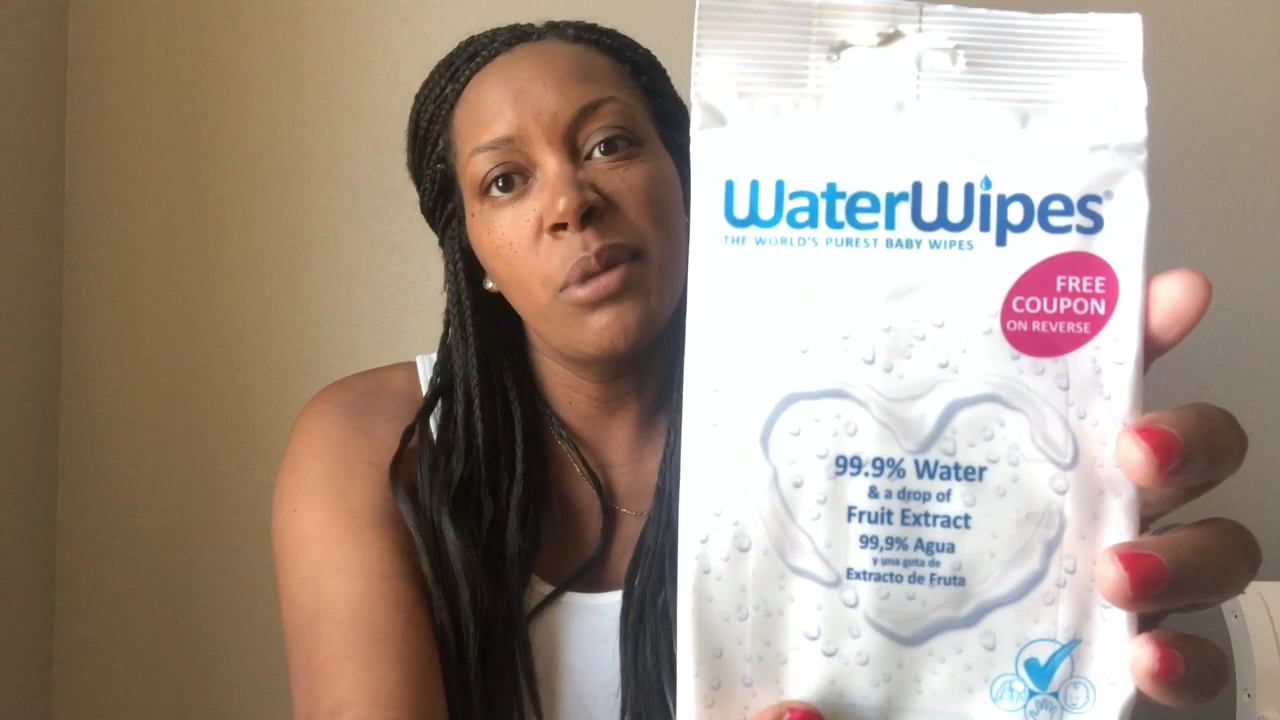 WaterWipes®
THE WORLD'S PUREST BABY WIPES
FREE
COUPON
ON REVERSE
99.9% Water
& a drop of
Fruit Extract
99,9% Agua
y una gota de
Extracto de Fruta